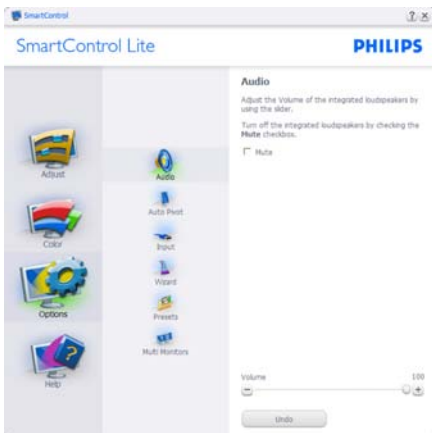 SmartControl
SmartControl Lite
PHILIPS
Adjust
Color
Options
Help
Audio
Auto Pivot
Input
Wizard
Presets
Multi Monitors
Audio
Adjust the Volume of the integrated loudspeakers by
using the slider.
Turn off the integrated loudspeakers by checking the
Mute checkbox.
Mute
Volume
100
Undo